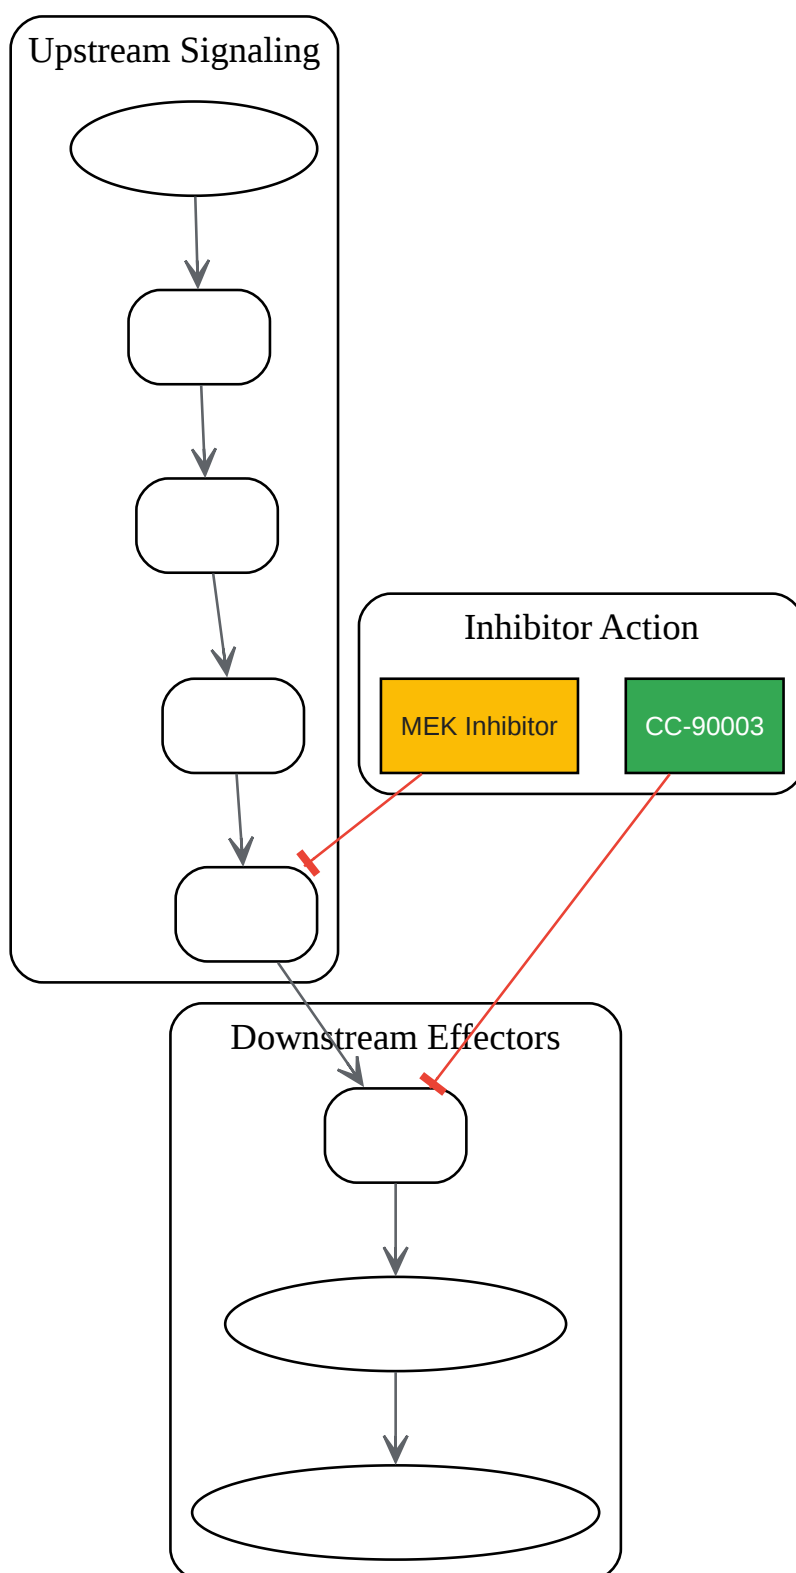 Upstream Signaling
Inhibitor Action
MEK Inhibitor
CC-90003
Downstream Effectors